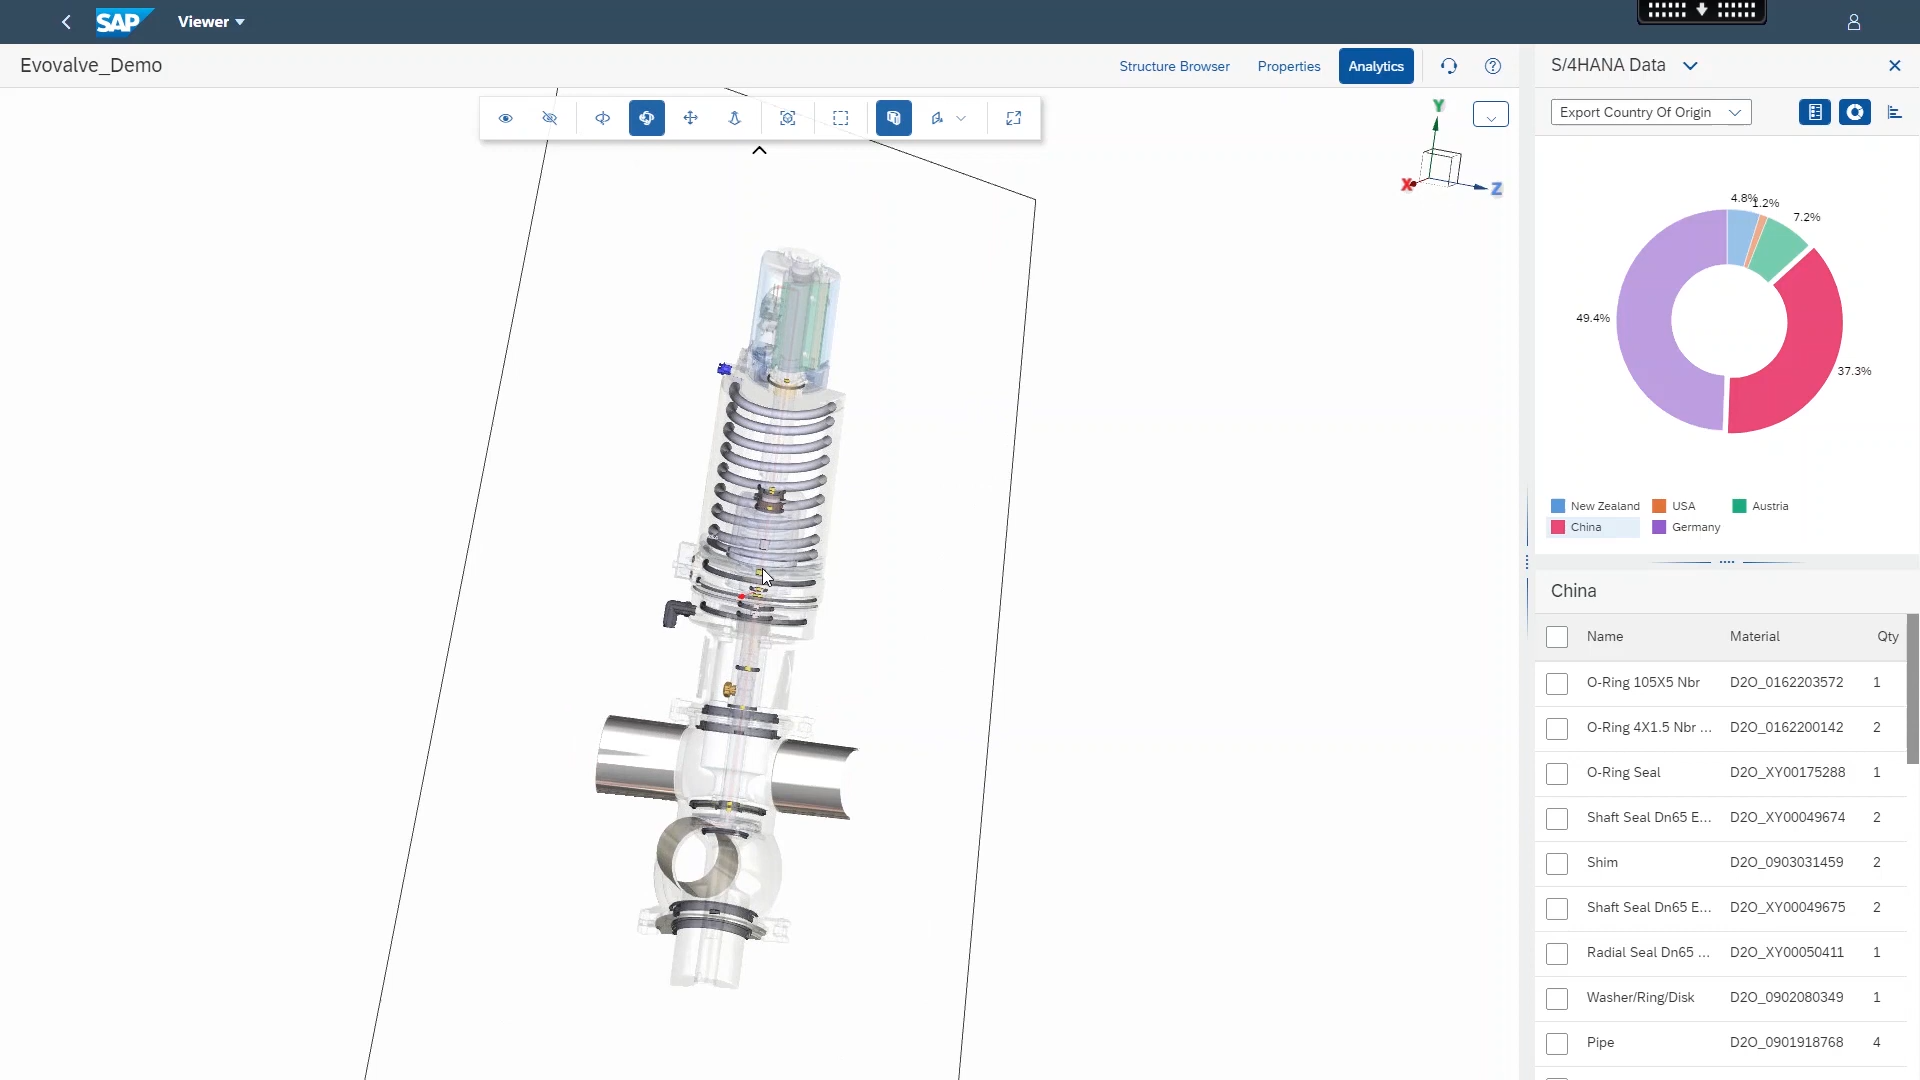 SAP
Viewer
Evovalve_Demo
Structure Browser
Properties
Analytics
S/4HANA Data
Export Country Of Origin
Y
X
Z
4.8%
1.2%
7.2%
49.4%
37.3%
New Zealand
USA
Austria
China
Germany
China
Name Material Qty
O-Ring 105X5 Nbr D2O_0162203572 1
O-Ring 4X1.5 Nbr ... D2O_0162200142 2
O-Ring Seal D2O_XY00175288 1
Shaft Seal Dn65 E... D2O_XY00049674 2
Shim D2O_0903031459 2
Shaft Seal Dn65 E... D2O_XY00049675 2
Radial Seal Dn65 ... D2O_XY00050411 1
Washer/Ring/Disk D2O_0902080349 1
Pipe D2O_0901918768 4